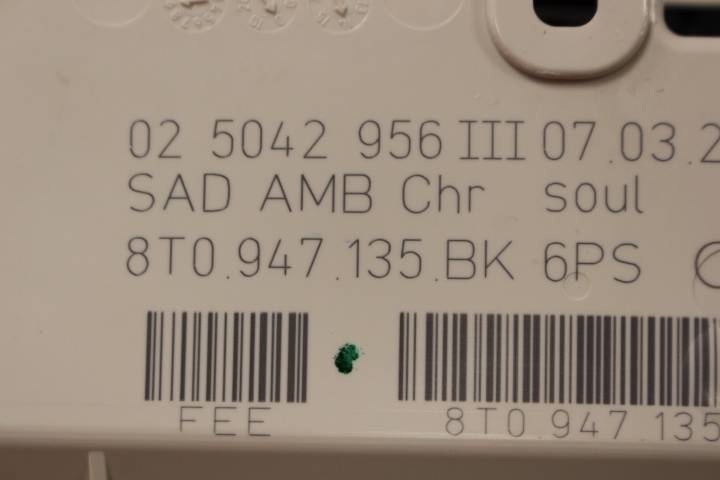 02 5042 956 III 07.03.2
SAD AMB Chr soul
8T0.947.135.BK 6PS
FEE
8T0 947 135